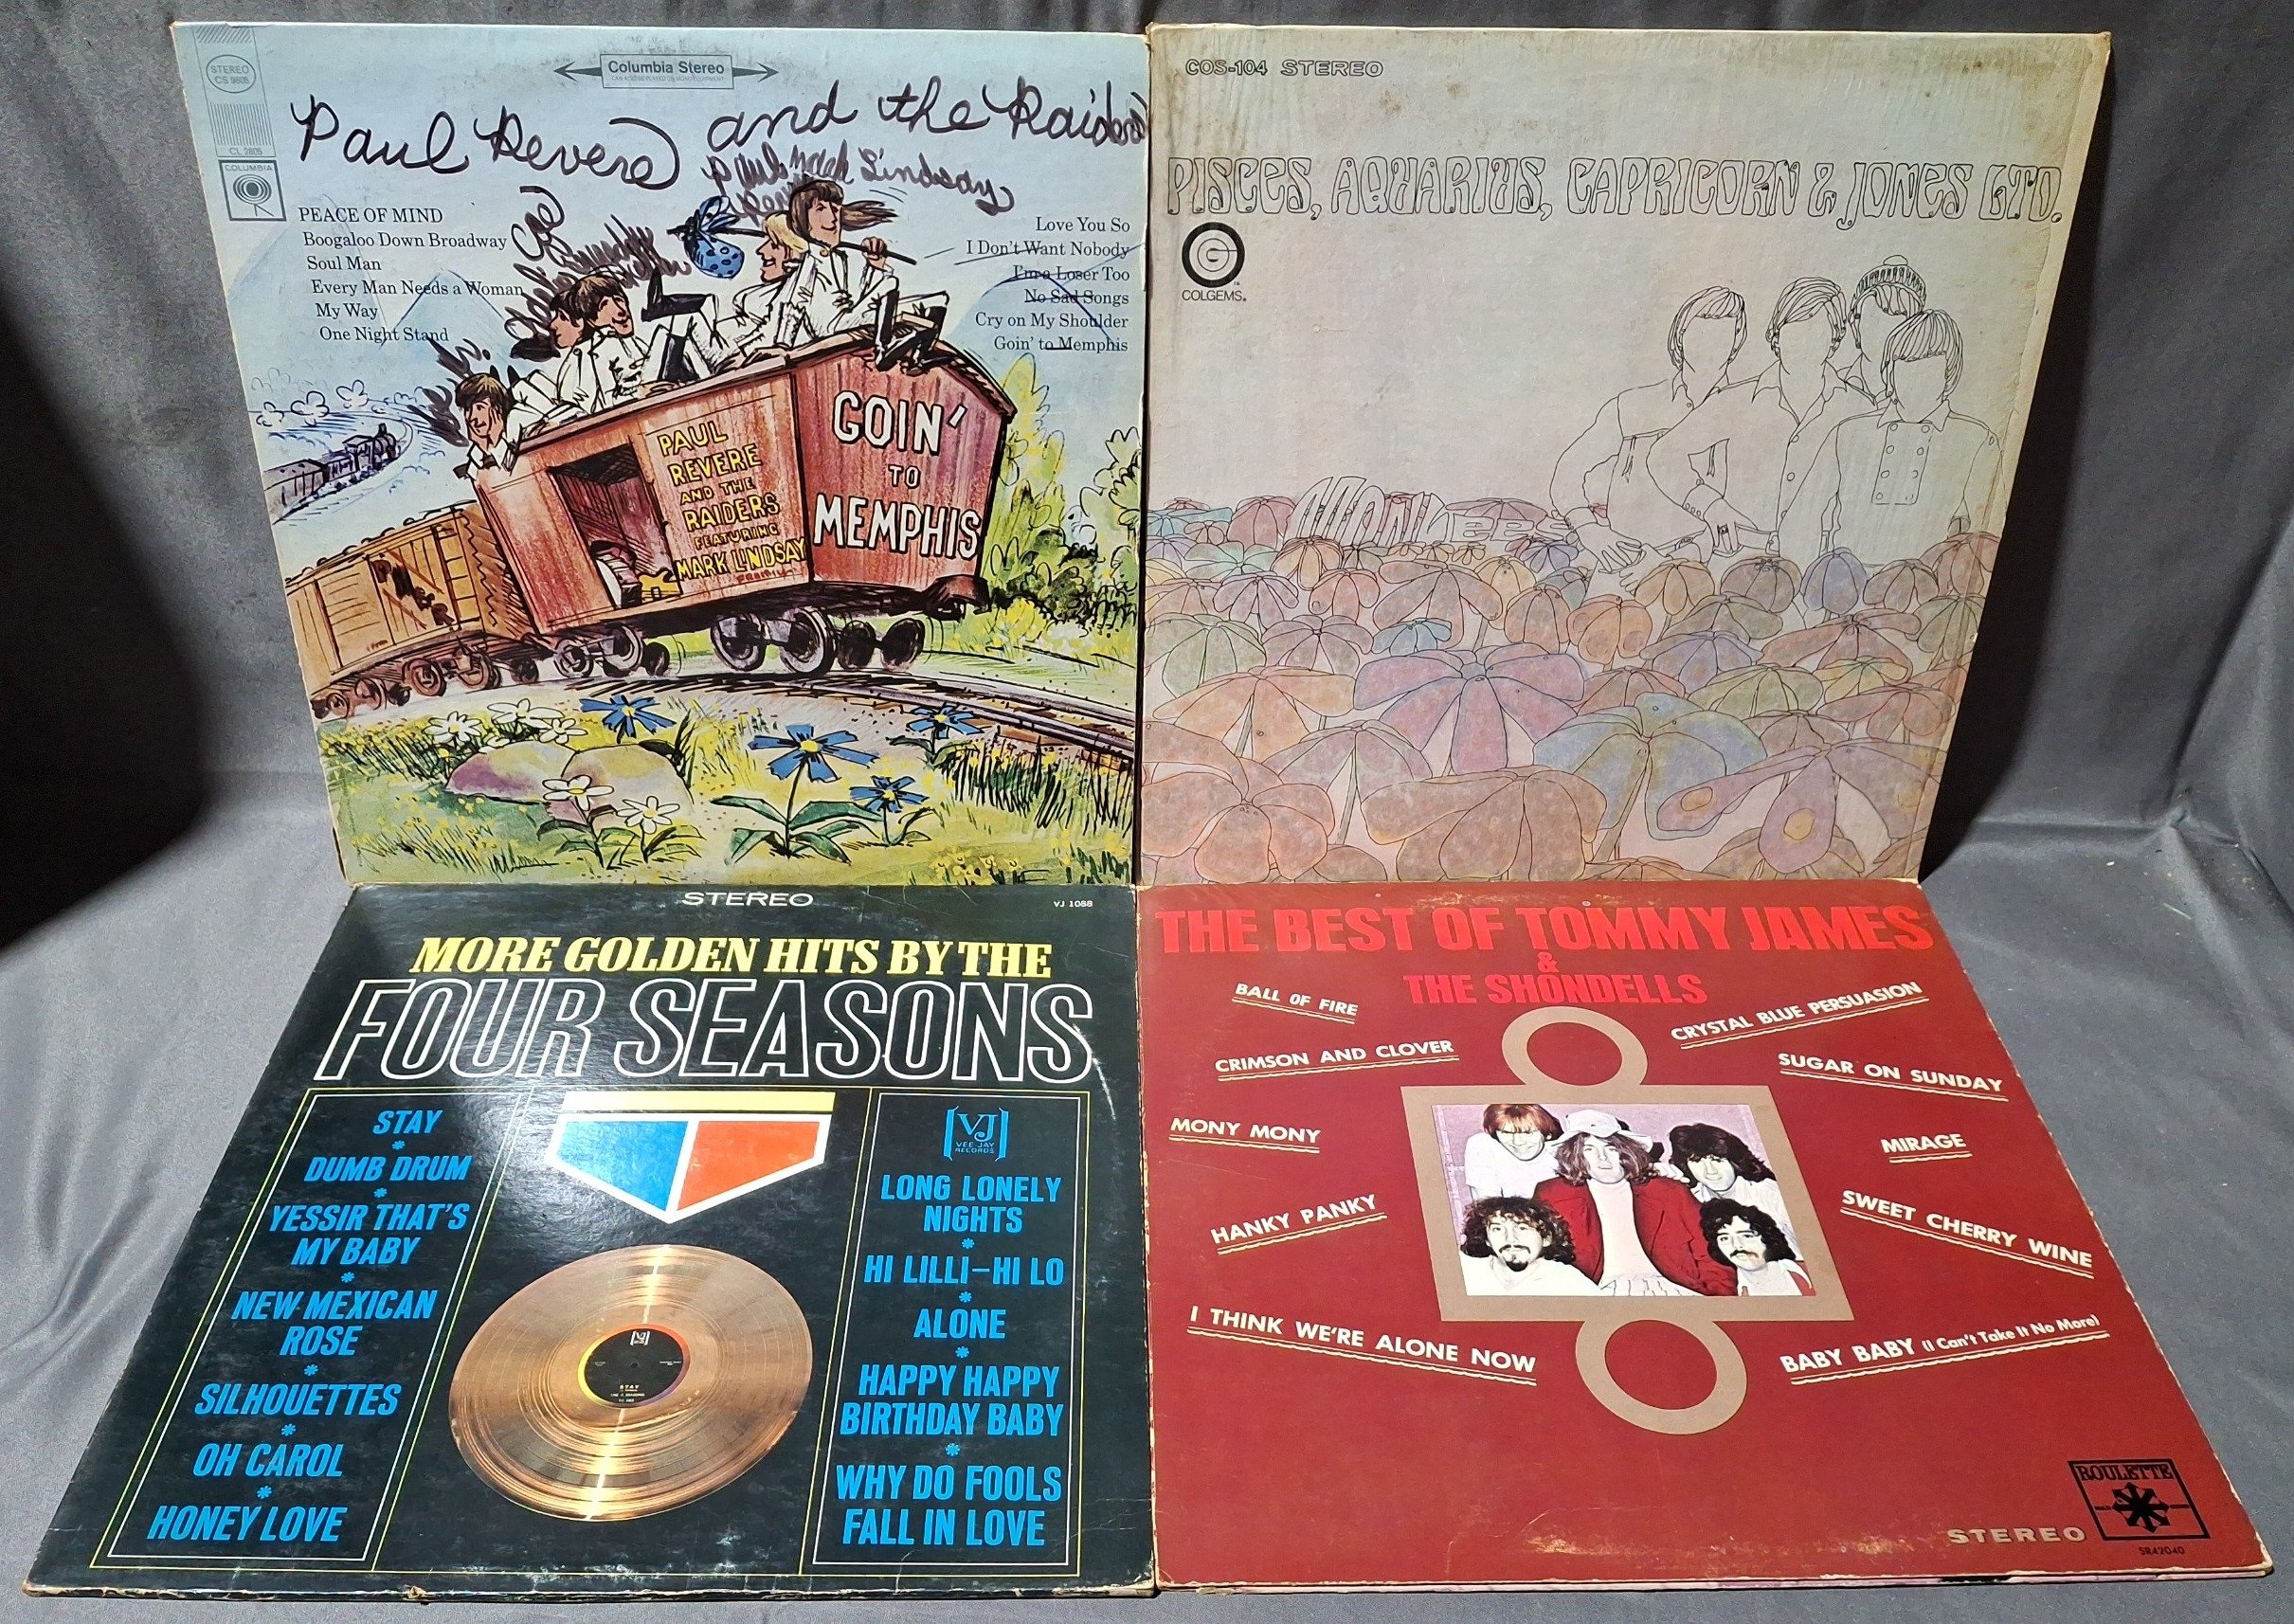 STEREO
CS 9605
CL 2805
COLUMBIA
Columbia Stereo
Paul Revere and the Raiders
Paul Mark Lindsay
Revere
Joe
PEACE OF MIND
Boogaloo Down Broadway
Soul Man
Every Man Needs a Woman
My Way
One Night Stand
Love You So
I Don't Want Nobody
I'm a Loser Too
No Sad Songs
Cry on My Shoulder
Goin' to Memphis
PAUL
REVERE
AND THE
RAIDERS
FEATURING
MARK LINDSAY
GOIN'
TO
MEMPHIS
COS-104 STEREO
PISCES, AQUARIUS, CAPRICORN & JONES LTD.
COLGEMS®
MONKEES
STEREO
VJ 1088
MORE GOLDEN HITS BY THE
FOUR SEASONS
STAY
DUMB DRUM
YESSIR THAT'S
MY BABY
NEW MEXICAN
ROSE
SILHOUETTES
OH CAROL
HONEY LOVE
VJ
VEE JAY
RECORDS
LONG LONELY
NIGHTS
HI LILLI-HI LO
ALONE
HAPPY HAPPY
BIRTHDAY BABY
WHY DO FOOLS
FALL IN LOVE
VJ
STAY
THE BEST OF TOMMY JAMES
&
THE SHONDELLS
BALL OF FIRE
CRIMSON AND CLOVER
MONY MONY
HANKY PANKY
I THINK WE'RE ALONE NOW
CRYSTAL BLUE PERSUASION
SUGAR ON SUNDAY
MIRAGE
SWEET CHERRY WINE
BABY BABY (I Can't Take It No More)
ROULETTE
STEREO
SR42040